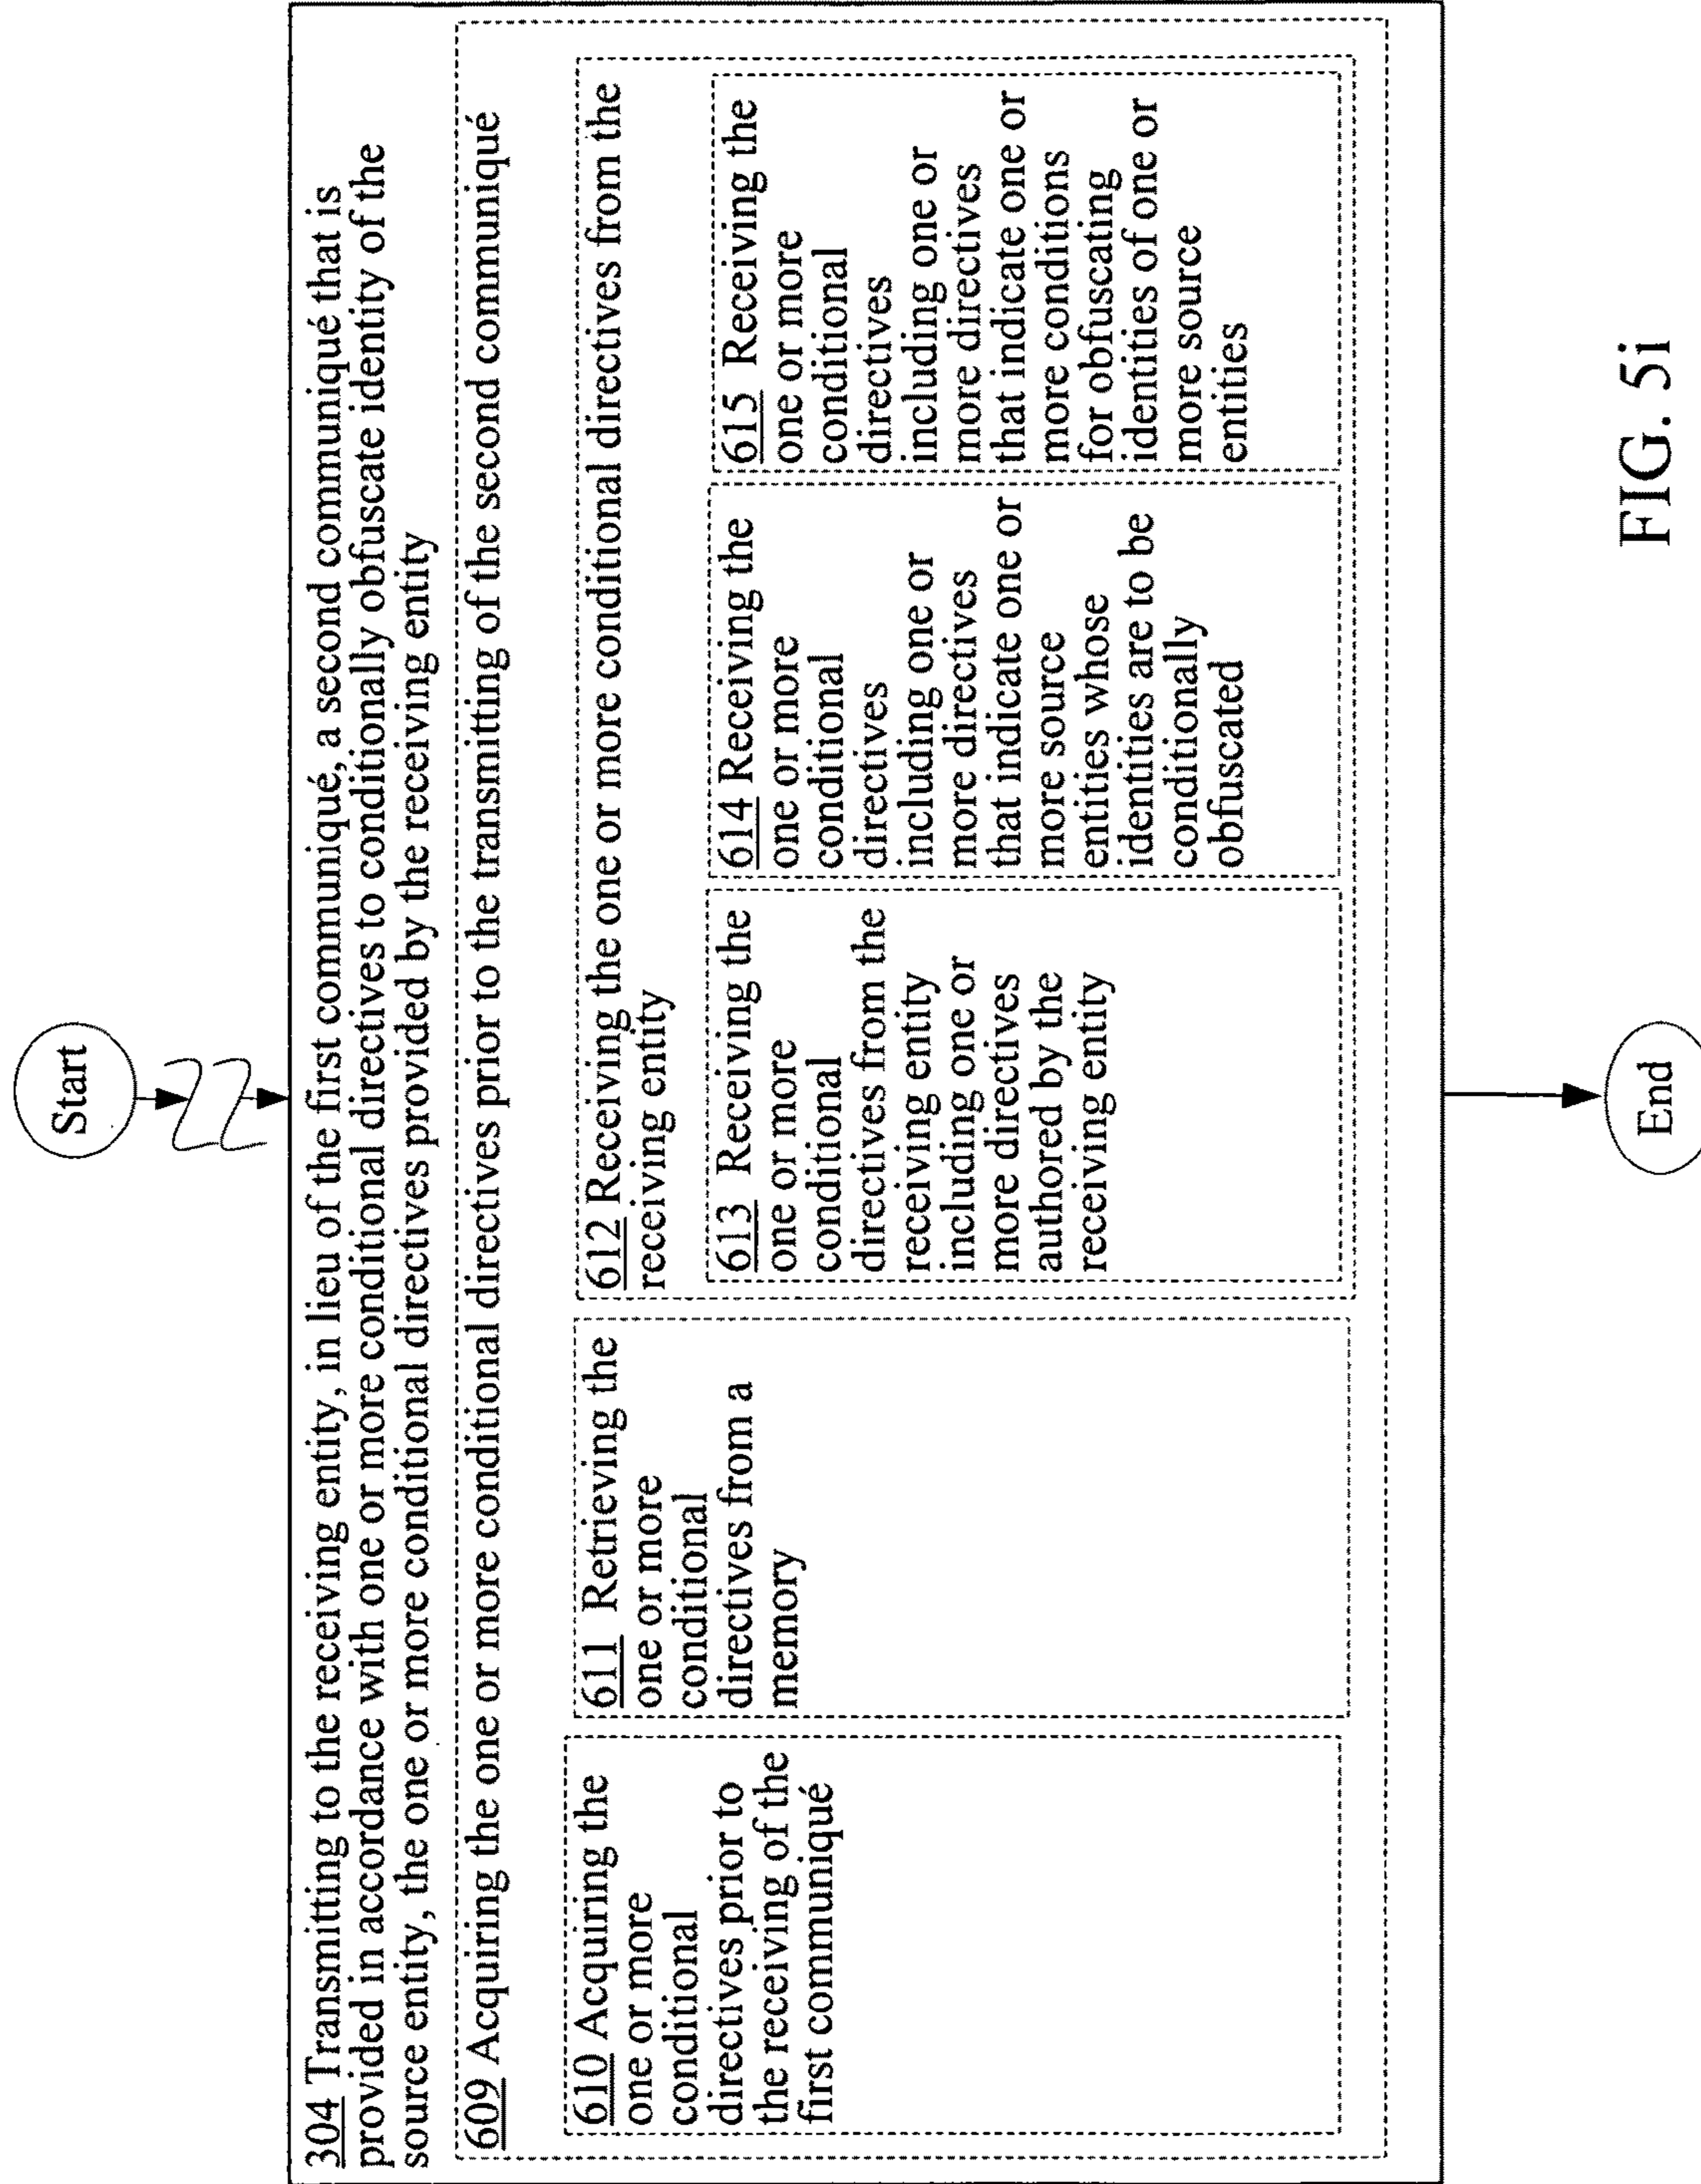 Start
304 Transmitting to the receiving entity, in lieu of the first communiqué, a second communiqué that is
provided in accordance with one or more conditional directives to conditionally obfuscate identity of the
source entity, the one or more conditional directives provided by the receiving entity
609 Acquiring the one or more conditional directives prior to the transmitting of the second communiqué
610 Acquiring the
one or more
conditional
directives prior to
the receiving of the
first communiqué
611 Retrieving the
one or more
conditional
directives from a
memory
612 Receiving the one or more conditional directives from the
receiving entity
613 Receiving the
one or more
conditional
directives from the
receiving entity
including one or
more directives
authored by the
receiving entity
614 Receiving the
one or more
conditional
directives
including one or
more directives
that indicate one or
more source
entities whose
identities are to be
conditionally
obfuscated
615 Receiving the
one or more
conditional
directives
including one or
more directives
that indicate one or
more conditions
for obfuscating
identities of one or
more source
entities
End
FIG. 5i